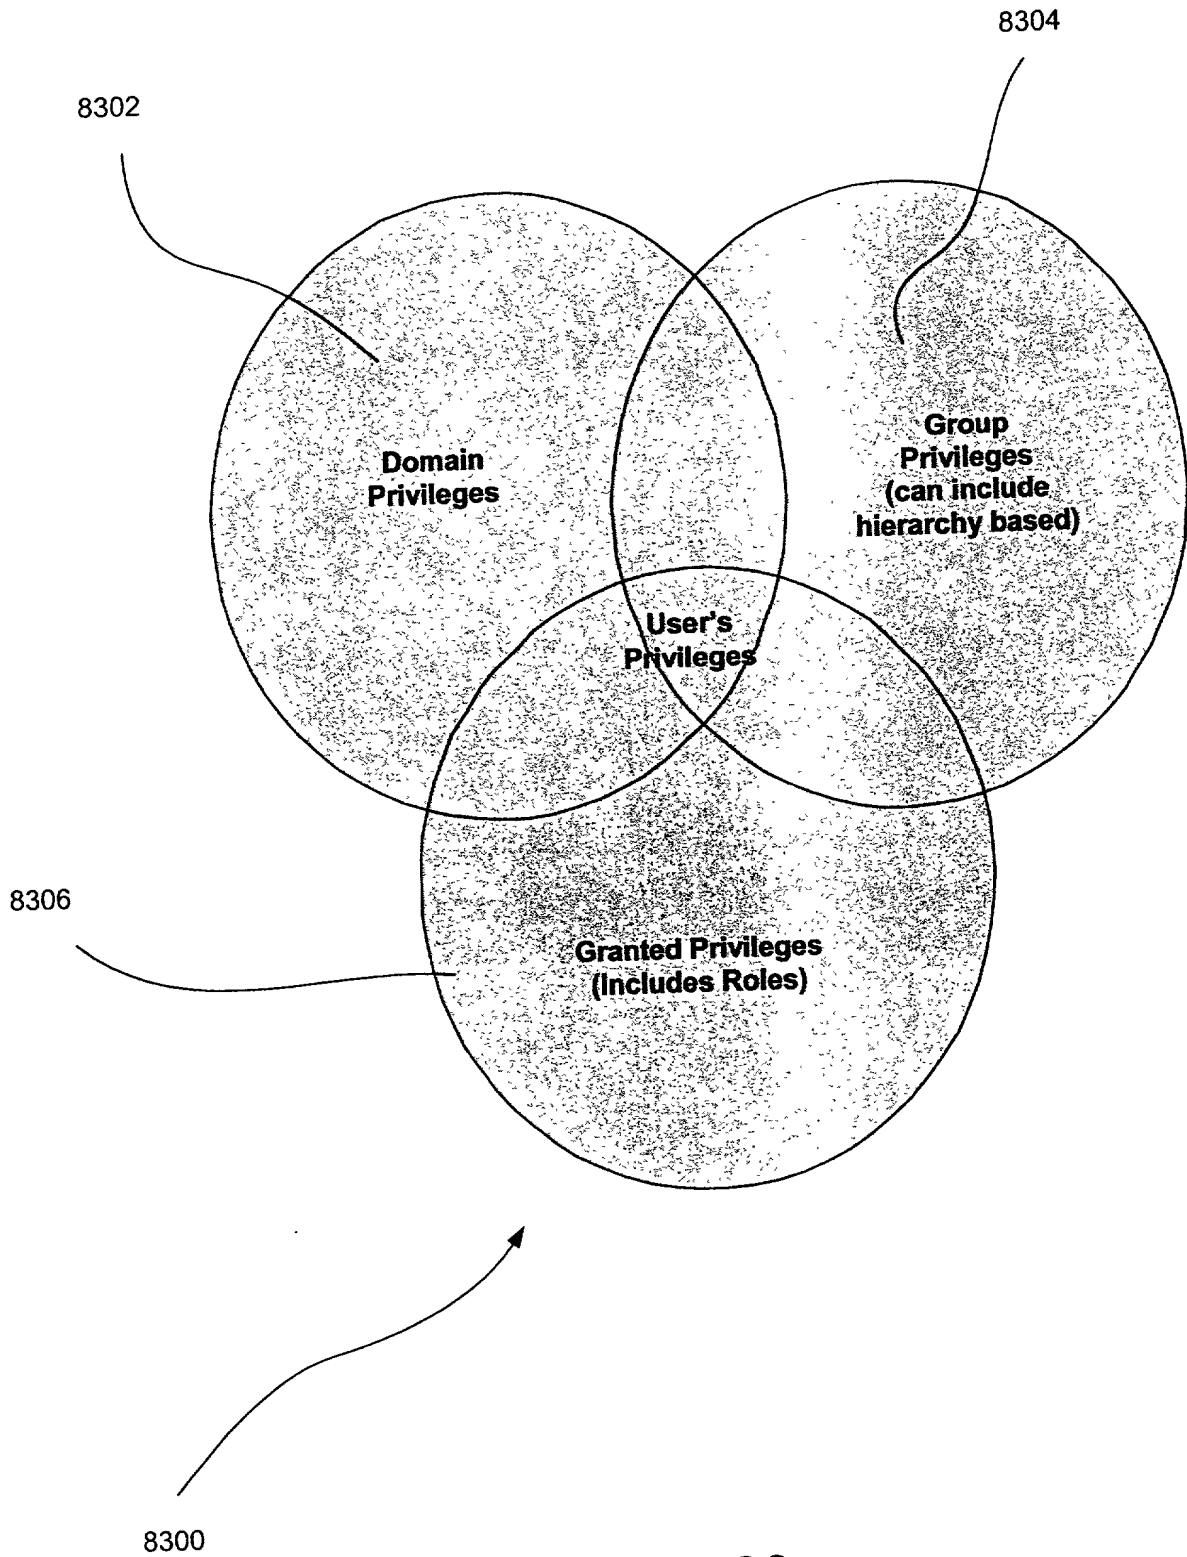 8304
8302
Group
Privileges
(can include
hierarchy based)
Domain
Privileges
User's
Privileges
8306
Granted Privileges
(Includes Roles)
8300